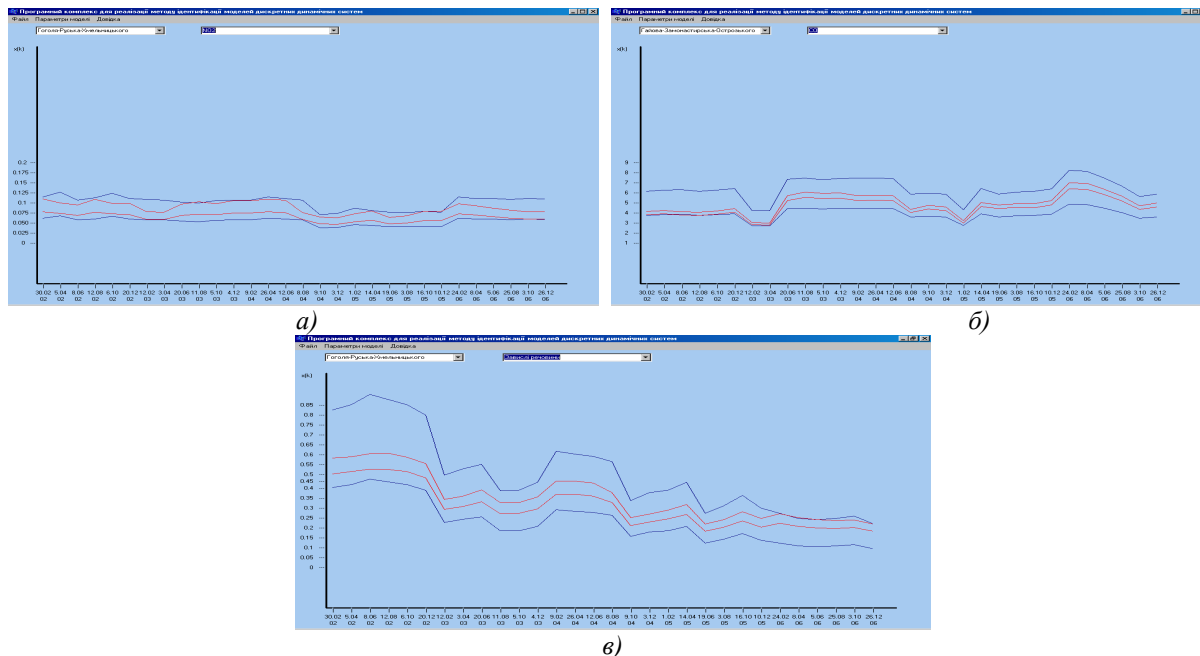 Програмний комплекс для реалізації методу ідентифікації моделей дискретних динамічних систем
Файл Параметри моделі Довідка
Гоголя-Руська-Хмельницького
NO2
x(k)
0.2
0.175
0.15
0.125
0.1
0.075
0.050
0.025
0
30.02 5.04 8.06 12.08 6.10 20.12 12.02 3.04 20.06 11.08 5.10 4.12 9.02 26.04 12.06 8.08 9.10 3.12 1.02 14.04 19.06 3.08 16.10 10.12 24.02 8.04 5.06 25.08 3.10 26.12
02 02 02 02 02 02 03 03 03 03 03 03 04 04 04 04 04 04 05 05 05 05 05 05 06 06 06 06 06 06
а)
Програмний комплекс для реалізації методу ідентифікації моделей дискретних динамічних систем
Файл Параметри моделі Довідка
Гайова-Замонастирська-Острозького
CO
x(k)
9
8
7
6
5
4
3
2
1
30.02 5.04 8.06 12.08 6.10 20.12 12.02 3.04 20.06 11.08 5.10 4.12 9.02 26.04 12.06 8.04 9.10 3.12 1.02 14.04 19.06 3.08 16.10 10.12 24.02 8.04 5.06 25.08 3.10 26.12
02 02 02 02 02 02 03 03 03 03 03 03 04 04 04 04 04 04 05 05 05 05 05 05 06 06 06 06 06 06
б)
Програмний комплекс для реалізації методу ідентифікації моделей дискретних динамічних систем
Файл Параметри моделі Довідка
Гоголя-Руська-Хмельницького
Завислі речовини
x(k)
0.85
0.8
0.7
0.65
0.6
0.55
0.5
0.45
0.4
0.35
0.3
0.25
0.2
0.15
0.1
0
30.02 5.04 8.06 12.08 6.10 20.12 12.02 3.04 20.06 11.08 5.10 4.12 9.02 26.04 12.06 8.08 9.10 3.12 1.02 14.04 19.06 3.08 16.10 10.12 24.02 8.04 5.06 25.08 3.10 26.12
02 02 02 02 02 02 03 03 03 03 03 03 04 04 04 04 04 04 05 05 05 05 05 05 06 06 06 06 06 06
в)